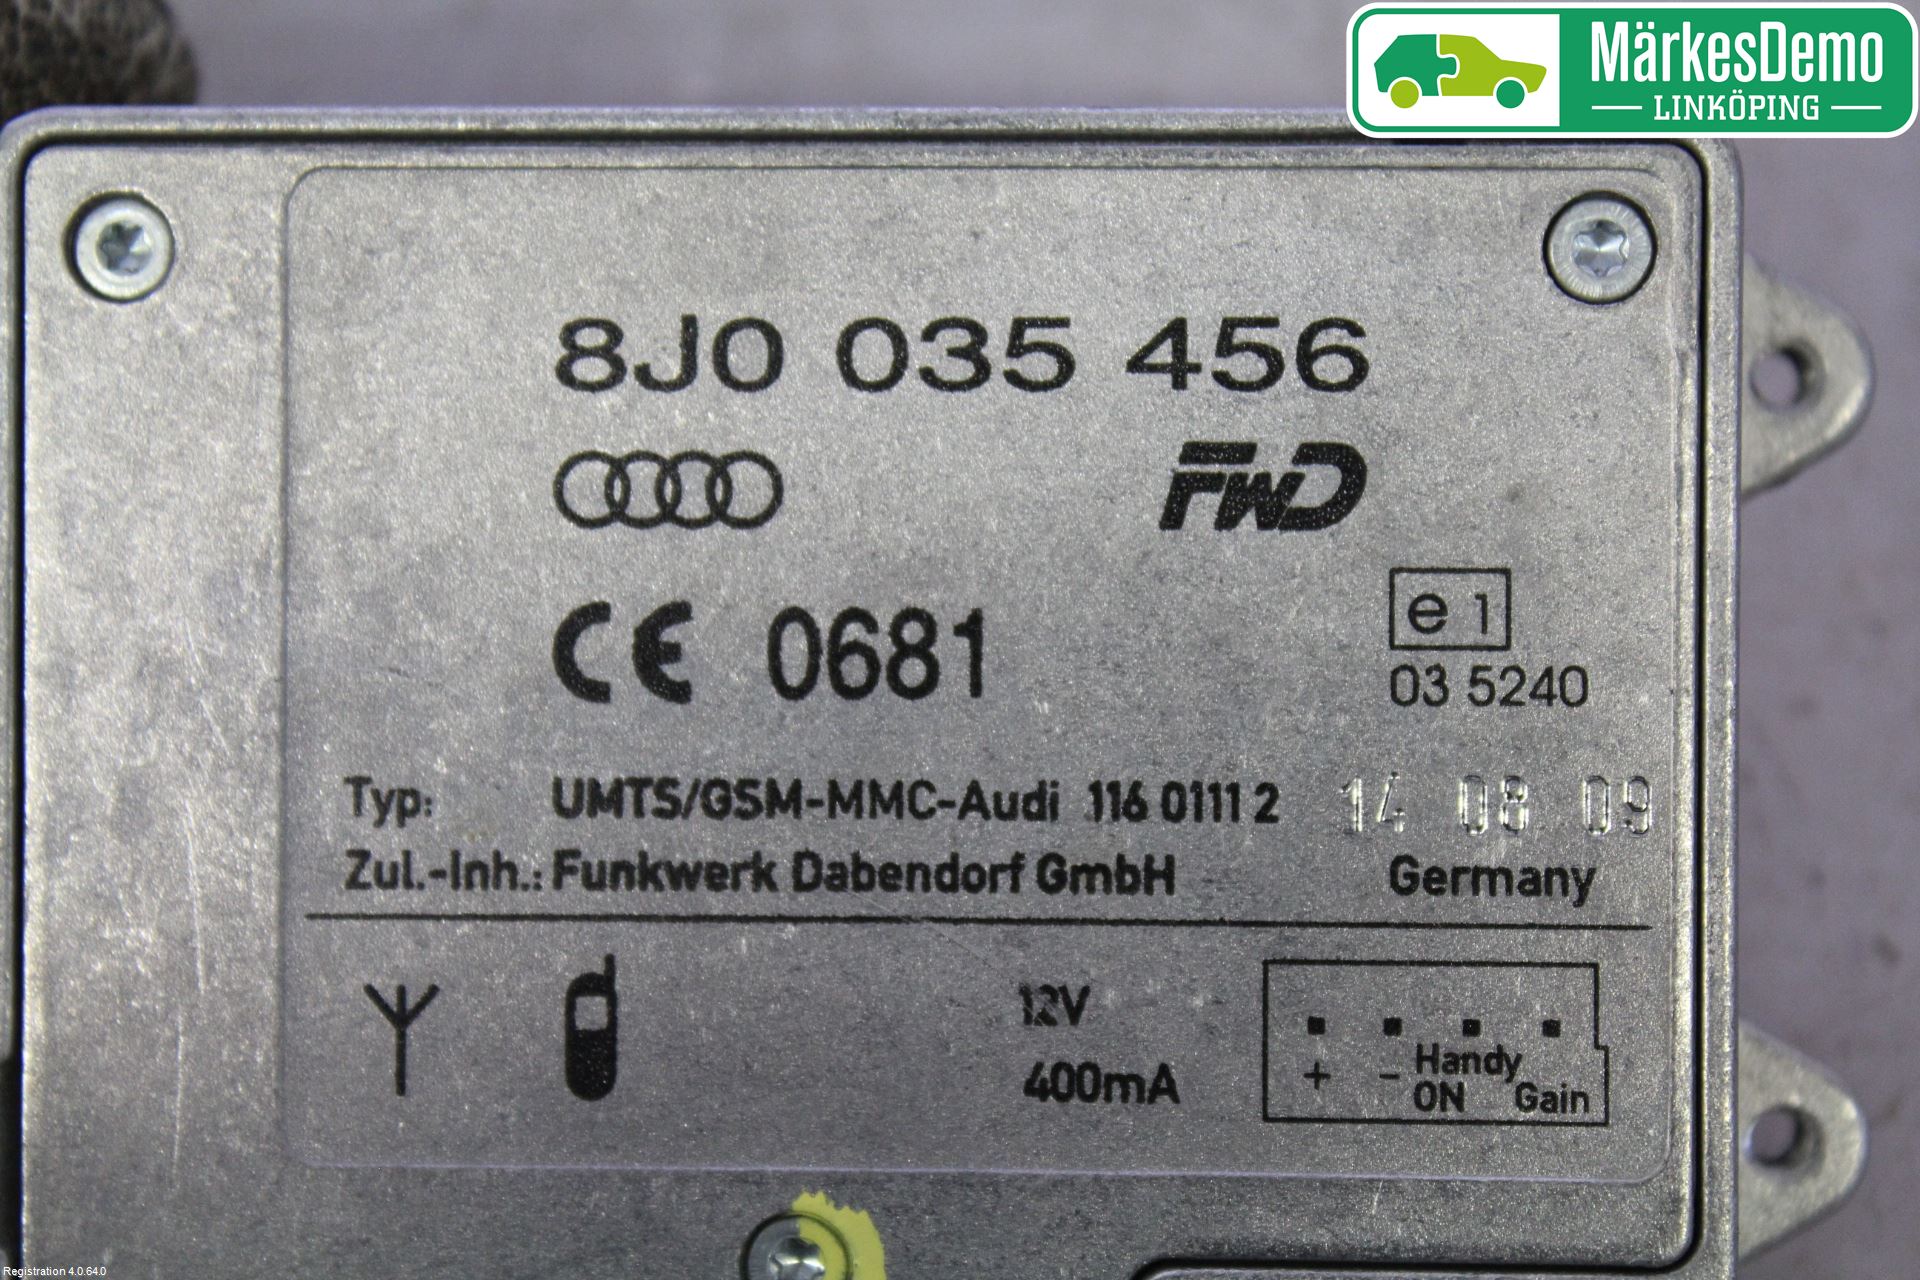 MärkesDemo
LINKÖPING
8J0 035 456
FWD
CE 0681
e1
03 5240
Typ: UMTS/GSM-MMC-Audi 116 0111 2 14 08 09
Zul.-Inh.: Funkwerk Dabendorf GmbH Germany
12V
400mA
+ - Handy ON Gain
Registration 4.0.64.0